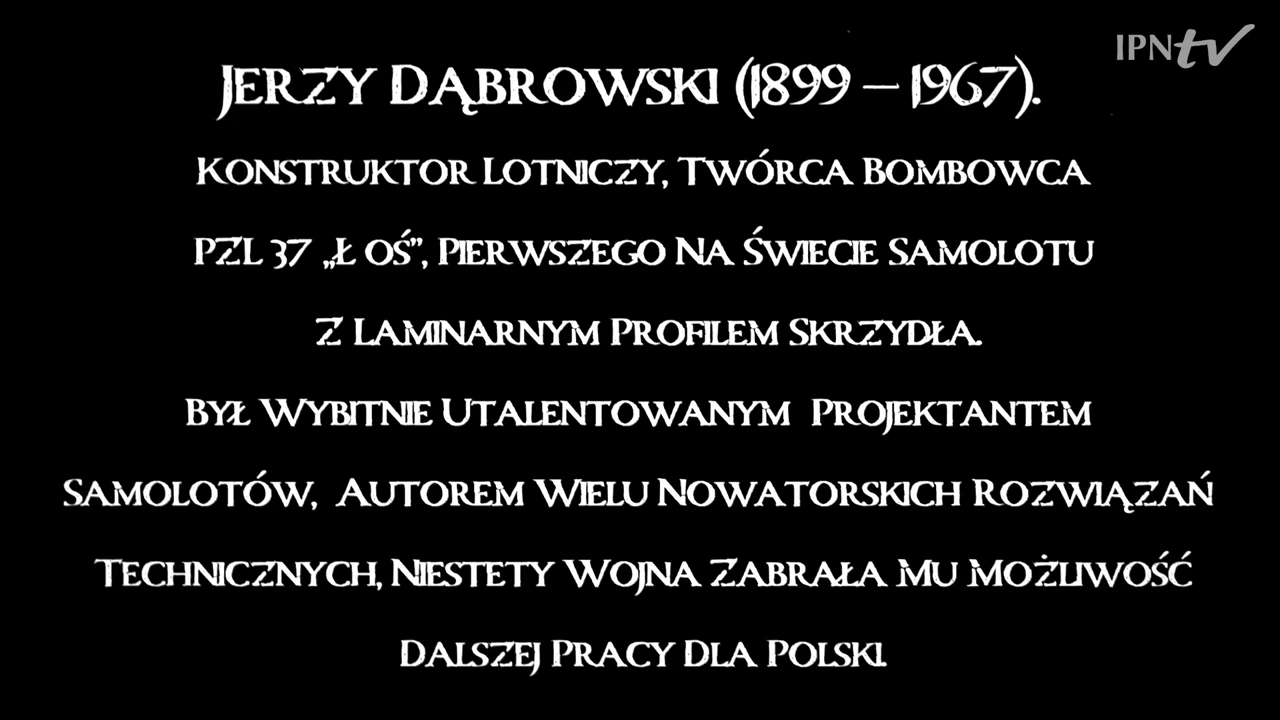 IPNtv
Jerzy Dąbrowski (1899 – 1967).
Konstruktor Lotniczy, Twórca Bombowca
PZL 37 „Ł oś”, Pierwszego Na Świecie Samolotu
Z Laminarnym Profilem Skrzydła.
Był Wybitnie Utalentowanym Projektantem
Samolotów, Autorem Wielu Nowatorskich Rozwiązań
Technicznych, Niestety Wojna Zabrała Mu Możliwość
Dalszej Pracy Dla Polski.